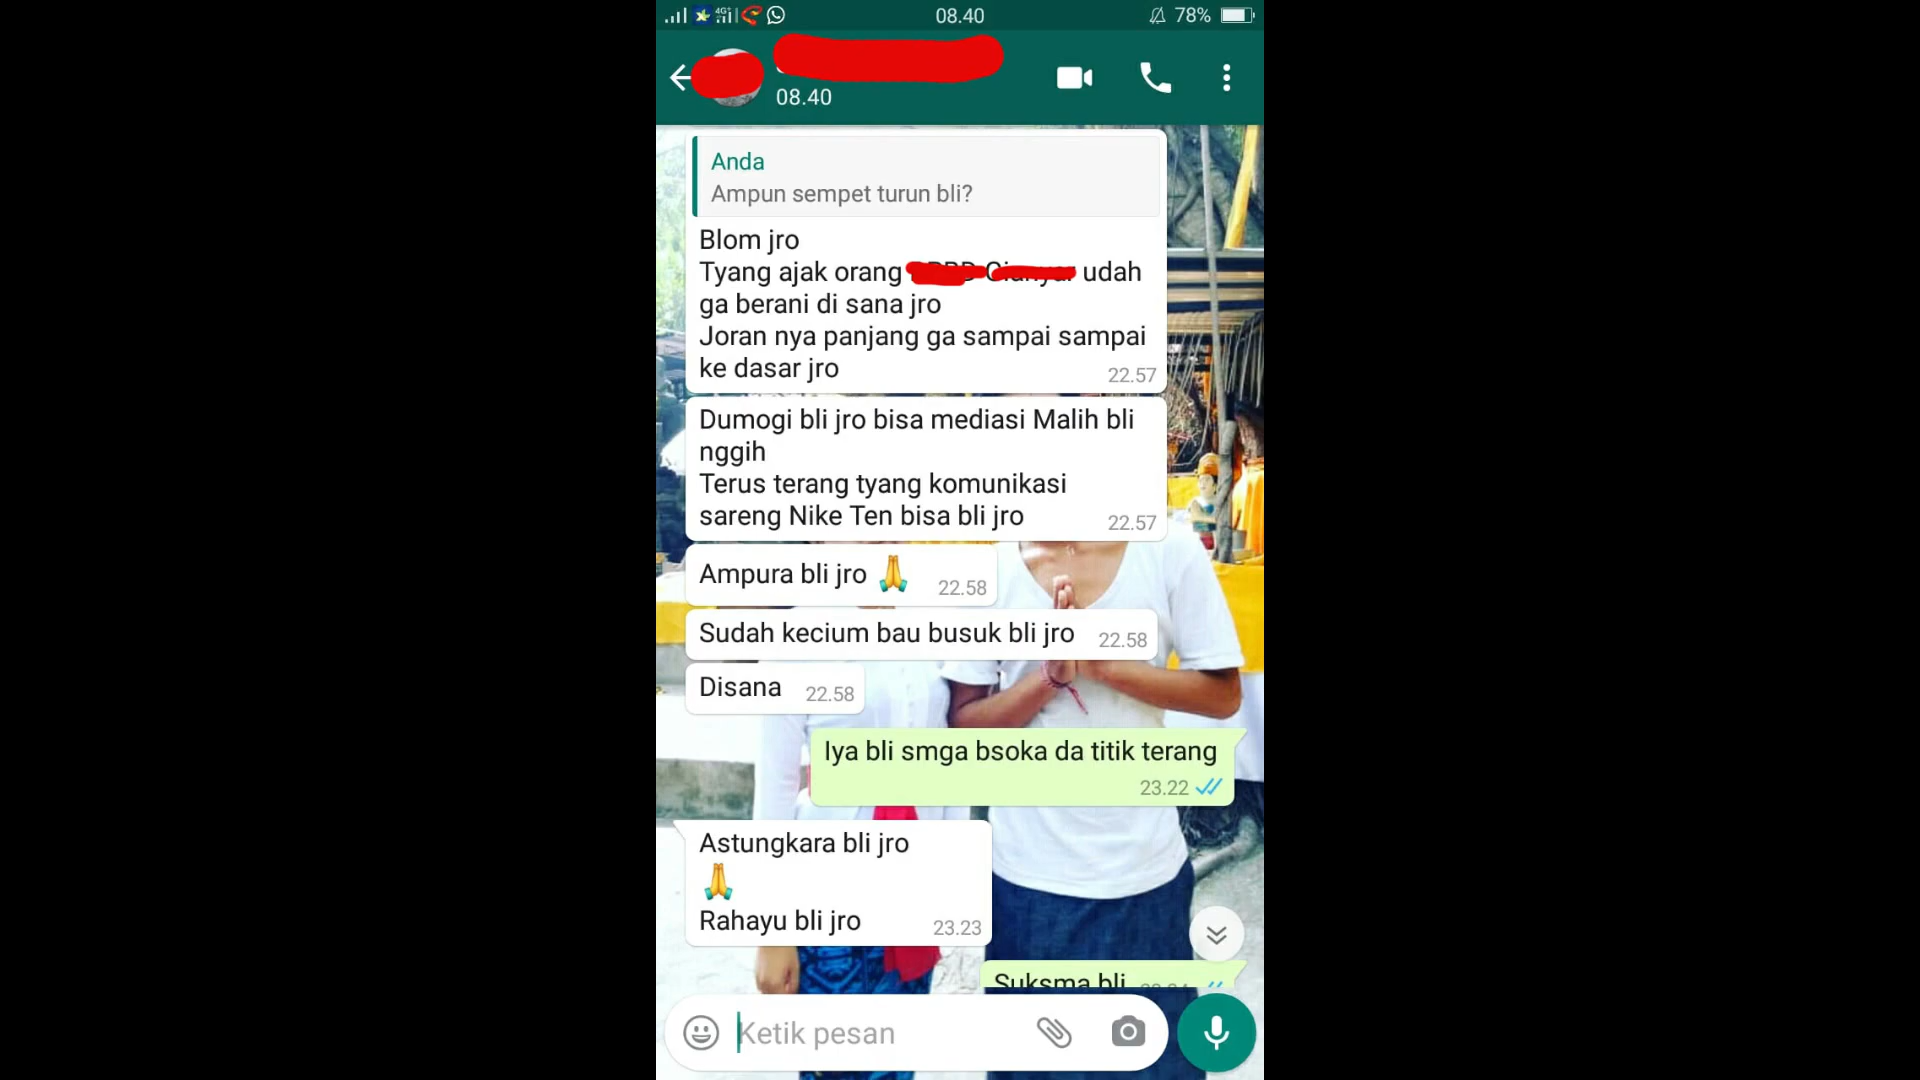 4G+
08.40
78%
08.40
Anda
Ampun sempet turun bli?
Blom jro
Tyang ajak orang udah
ga berani di sana jro
Joran nya panjang ga sampai sampai
ke dasar jro
22.57
Dumogi bli jro bisa mediasi Malih bli
nggih
Terus terang tyang komunikasi
sareng Nike Ten bisa bli jro
22.57
Ampura bli jro 🙏 22.58
Sudah kecium bau busuk bli jro 22.58
Disana 22.58
Iya bli smga bsoka da titik terang
23.22
Astungkara bli jro
🙏
Rahayu bli jro 23.23
Suksma bli
Ketik pesan